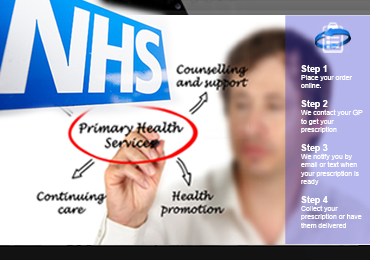 NHS
Counselling
and support
Primary Health
Services
Continuing
care
Health
promotion
Step 1
Place your order
online.
Step 2
We contact your GP
to get your
prescription
Step 3
We notify you by
email or text when
your prescription is
ready
Step 4
Collect your
prescription or have
them delivered